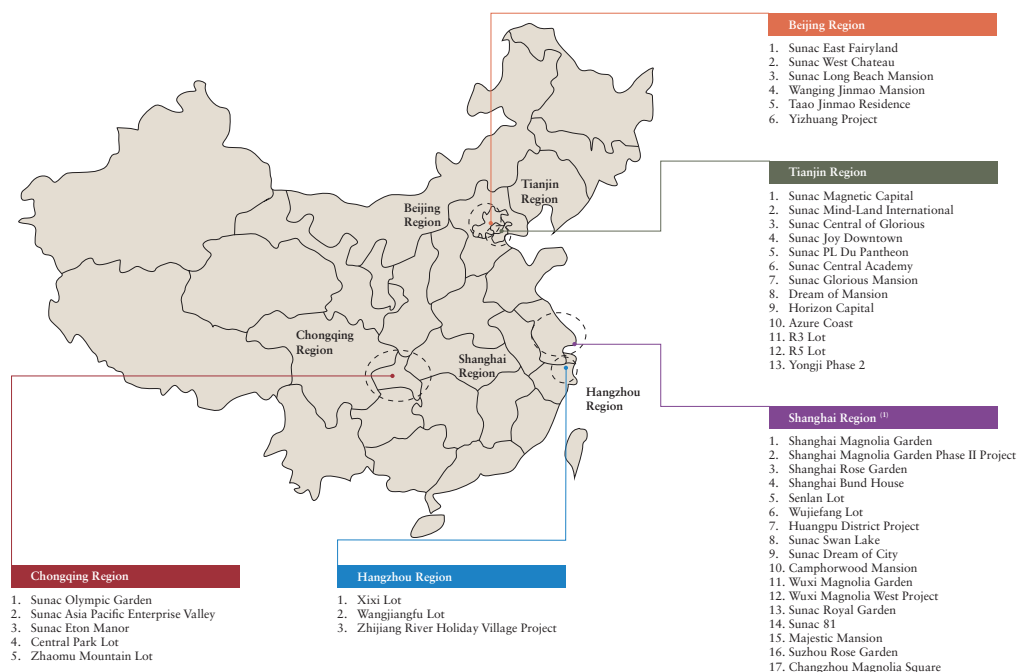 Beijing Region
1. Sunac East Fairyland
2. Sunac West Chateau
3. Sunac Long Beach Mansion
4. Wanging Jinmao Mansion
5. Taao Jinmao Residence
6. Yizhuang Project
Tianjin Region
1. Sunac Magnetic Capital
2. Sunac Mind-Land International
3. Sunac Central of Glorious
4. Sunac Joy Downtown
5. Sunac PL Du Pantheon
6. Sunac Central Academy
7. Sunac Glorious Mansion
8. Dream of Mansion
9. Horizon Capital
10. Azure Coast
11. R3 Lot
12. R5 Lot
13. Yongji Phase 2
Tianjin
Region
Beijing
Region
Chongqing
Region
Shanghai
Region
Hangzhou
Region
Shanghai Region (1)
1. Shanghai Magnolia Garden
2. Shanghai Magnolia Garden Phase II Project
3. Shanghai Rose Garden
4. Shanghai Bund House
5. Senlan Lot
6. Wujiefang Lot
7. Huangpu District Project
8. Sunac Swan Lake
9. Sunac Dream of City
10. Camphorwood Mansion
11. Wuxi Magnolia Garden
12. Wuxi Magnolia West Project
13. Sunac Royal Garden
14. Sunac 81
15. Majestic Mansion
16. Suzhou Rose Garden
17. Changzhou Magnolia Square
Chongqing Region
1. Sunac Olympic Garden
2. Sunac Asia Pacific Enterprise Valley
3. Sunac Eton Manor
4. Central Park Lot
5. Zhaomu Mountain Lot
Hangzhou Region
1. Xixi Lot
2. Wangjiangfu Lot
3. Zhijiang River Holiday Village Project